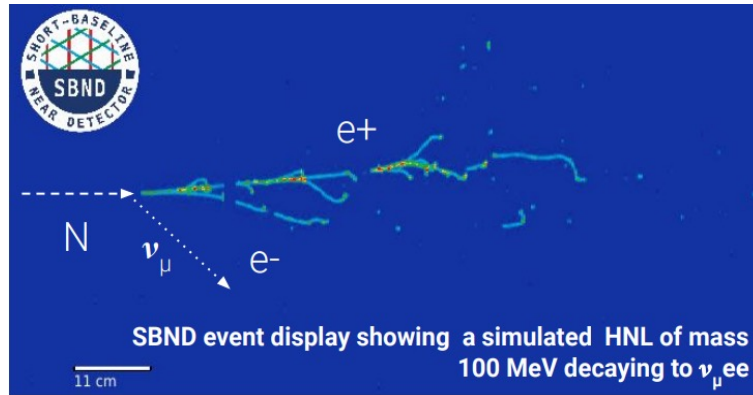 SHORT-BASELINE
SBND
NEAR DETECTOR
e+
N
νμ
e-
SBND event display showing a simulated HNL of mass
100 MeV decaying to νμee
11 cm